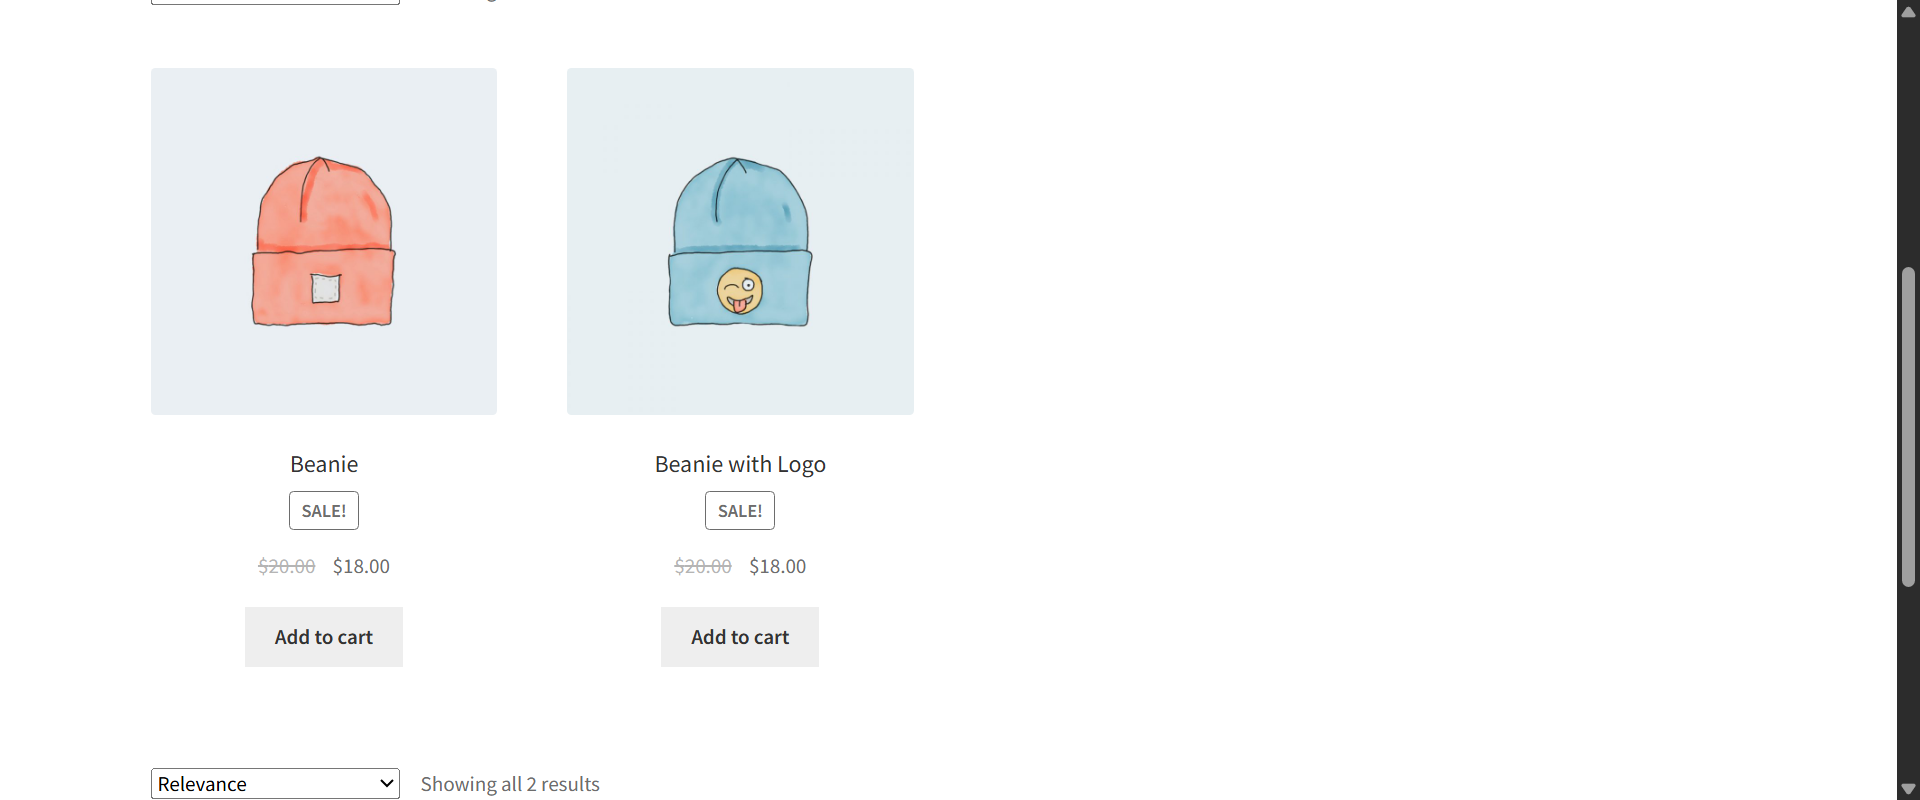 Beanie
SALE!
$20.00 $18.00
Add to cart
Beanie with Logo
SALE!
$20.00 $18.00
Add to cart
Relevance
Showing all 2 results